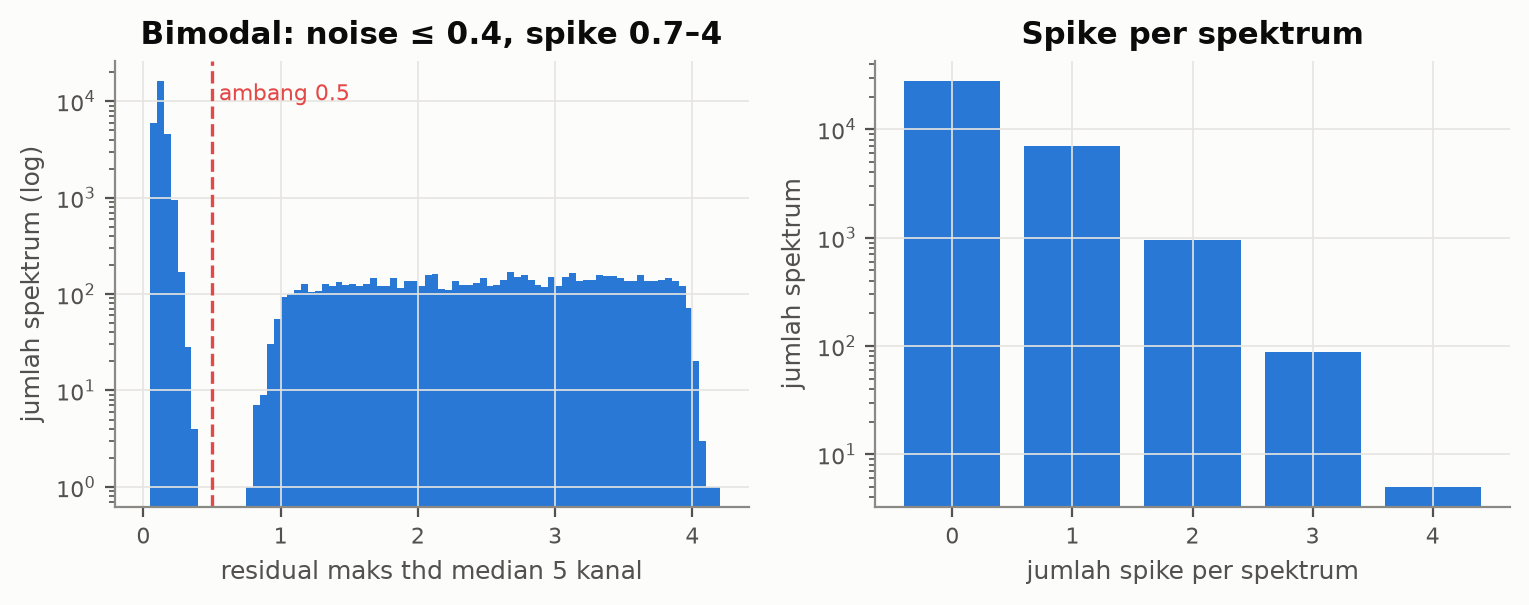 Bimodal: noise ≤ 0.4, spike 0.7–4
jumlah spektrum (log)
10⁴
10³
10²
10¹
10⁰
ambang 0.5
0 1 2 3 4
residual maks thd median 5 kanal
Spike per spektrum
jumlah spektrum
10⁴
10³
10²
10¹
0 1 2 3 4
jumlah spike per spektrum